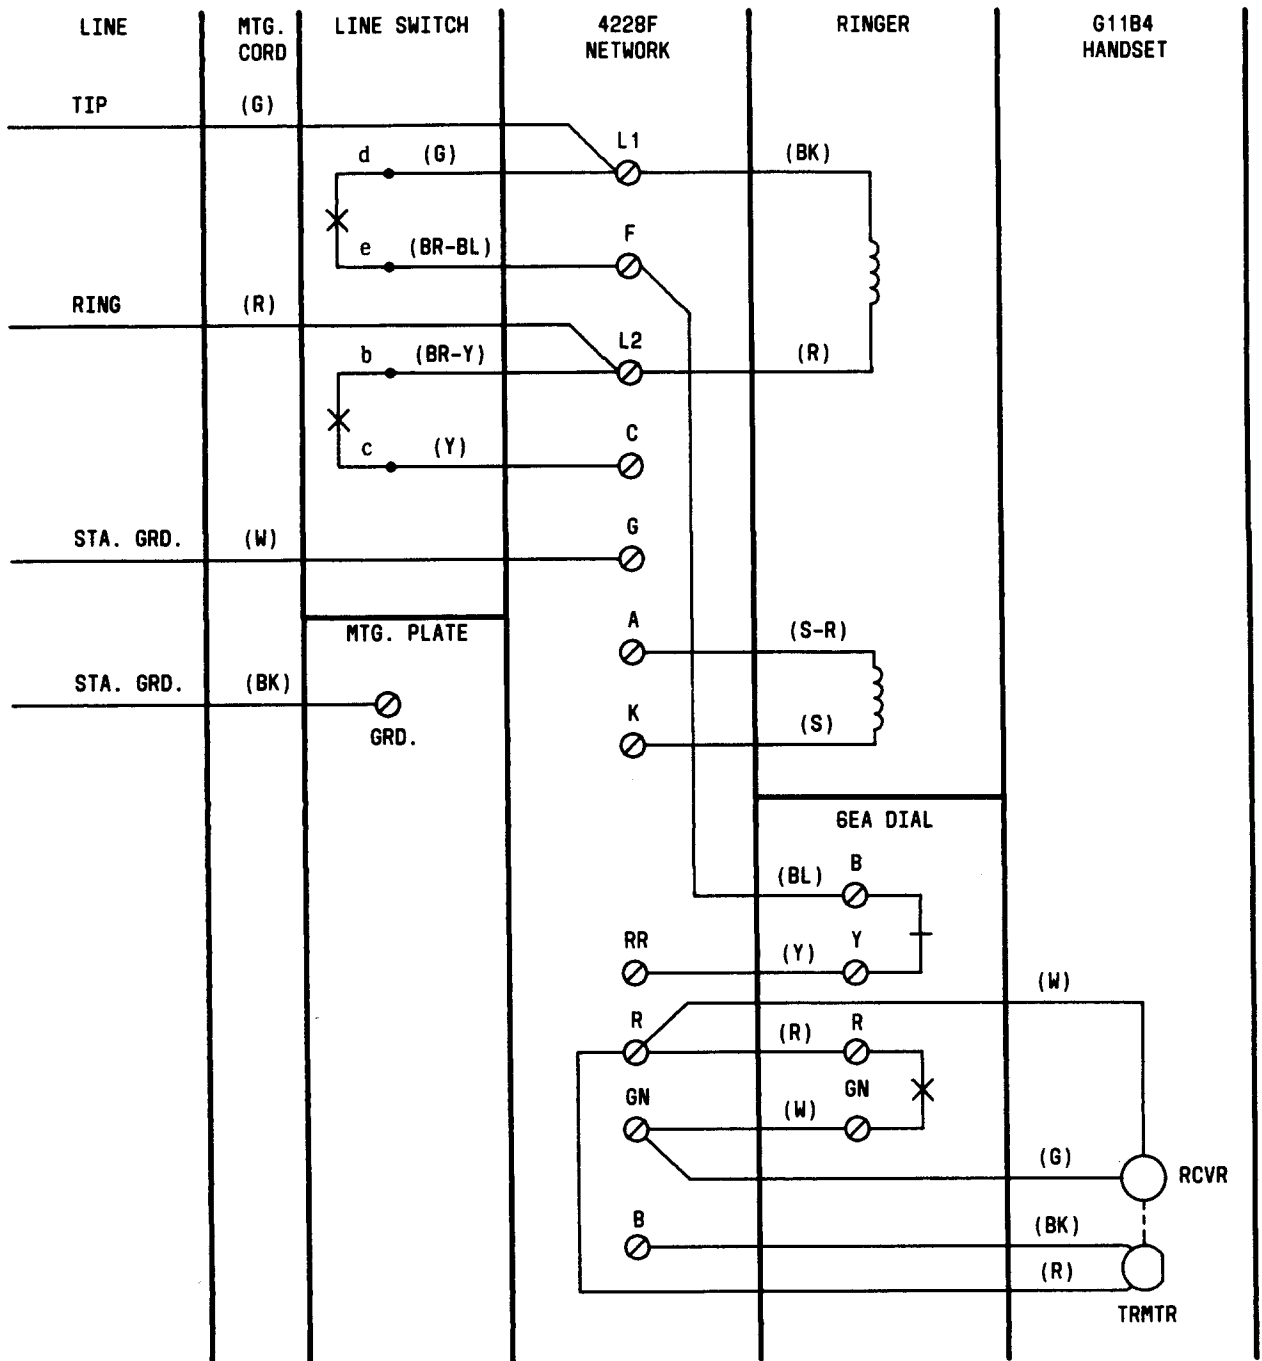 LINE
MTG.
CORD
LINE SWITCH
4228F
NETWORK
RINGER
G11B4
HANDSET
TIP
(G)
L1
d
(G)
(BK)
F
e
(BR-BL)
RING
(R)
L2
b
(BR-Y)
(R)
C
c
(Y)
G
STA. GRD.
(W)
A
(S-R)
MTG. PLATE
STA. GRD.
(BK)
K
(S)
GRD.
6EA DIAL
B
(BL)
RR
Y
(Y)
(W)
R
R
(R)
GN
GN
(W)
(G)
RCVR
B
(BK)
(R)
TRMTR